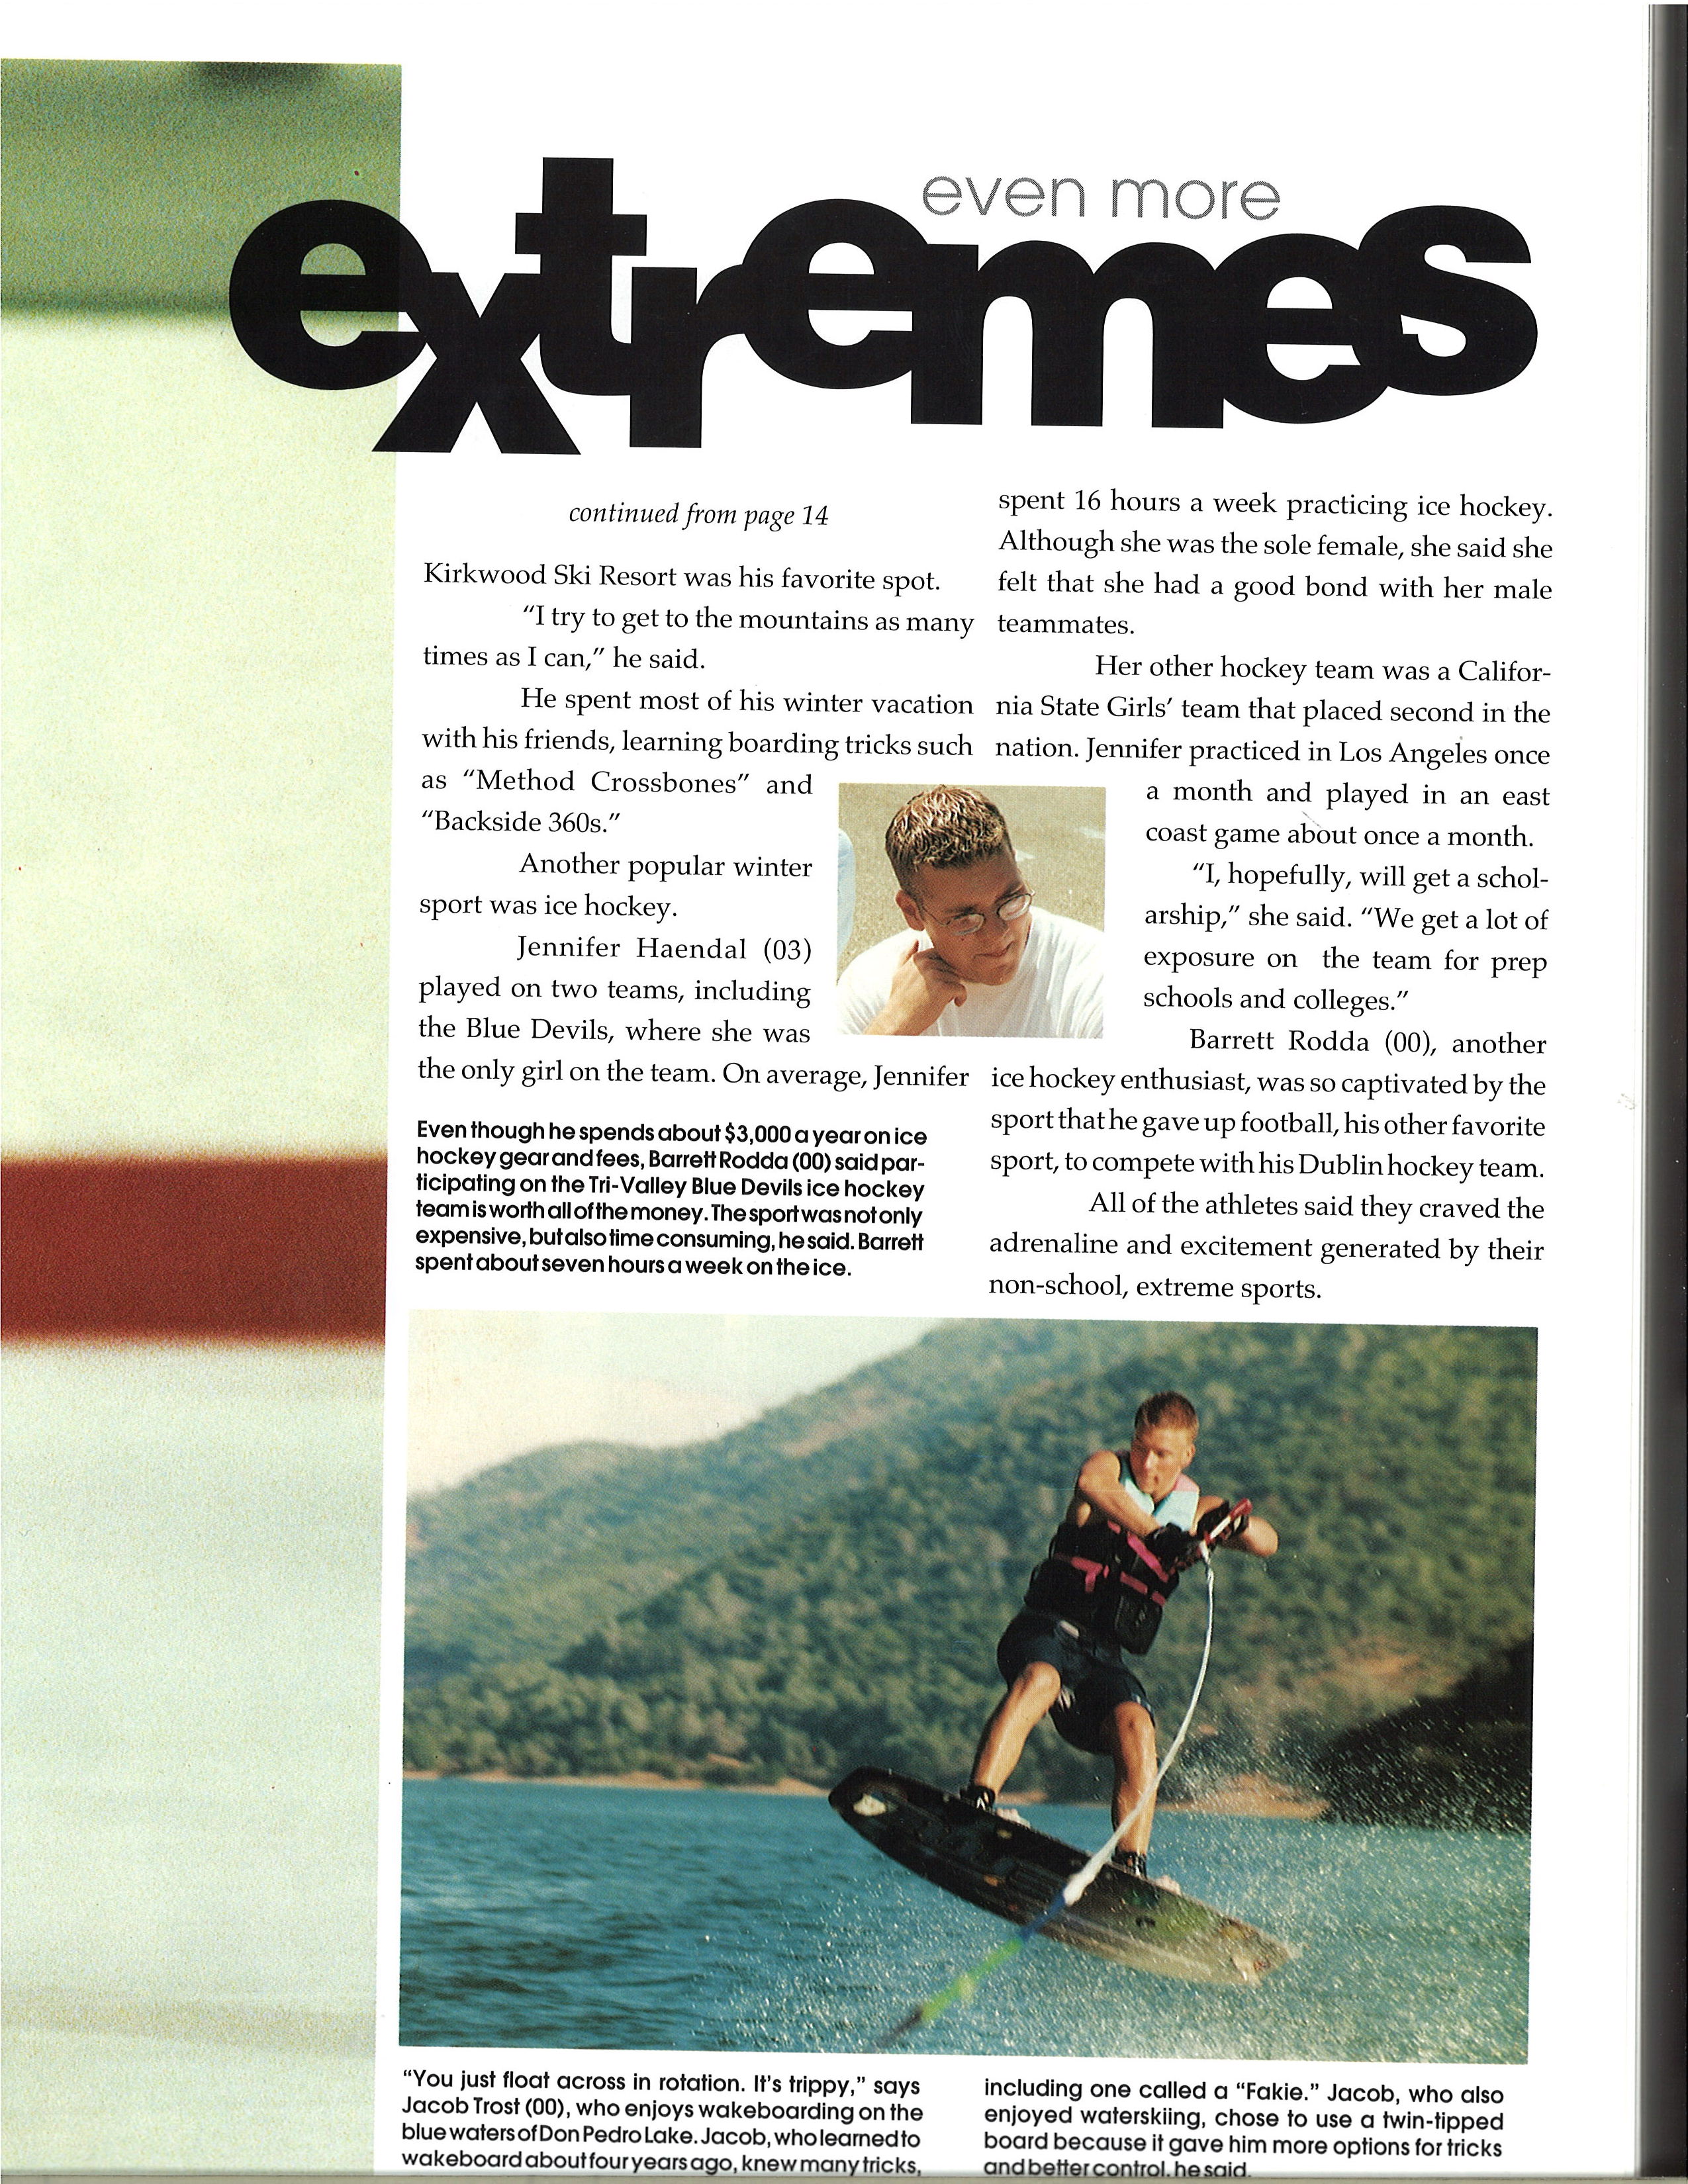 even more
extremes
continued from page 14
Kirkwood Ski Resort was his favorite spot.
“I try to get to the mountains as many
times as I can,” he said.
He spent most of his winter vacation
with his friends, learning boarding tricks such
as “Method Crossbones” and
“Backside 360s.”
Another popular winter
sport was ice hockey.
Jennifer Haendal (03)
played on two teams, including
the Blue Devils, where she was
the only girl on the team. On average, Jennifer
spent 16 hours a week practicing ice hockey.
Although she was the sole female, she said she
felt that she had a good bond with her male
teammates.
Her other hockey team was a Califor-
nia State Girls’ team that placed second in the
nation. Jennifer practiced in Los Angeles once
a month and played in an east
coast game about once a month.
“I, hopefully, will get a schol-
arship,” she said. “We get a lot of
exposure on the team for prep
schools and colleges.”
Barrett Rodda (00), another
ice hockey enthusiast, was so captivated by the
sport that he gave up football, his other favorite
sport, to compete with his Dublin hockey team.
All of the athletes said they craved the
adrenaline and excitement generated by their
non-school, extreme sports.
Even though he spends about $3,000 a year on ice
hockey gear and fees, Barrett Rodda (00) said par-
ticipating on the Tri-Valley Blue Devils ice hockey
team is worth all of the money. The sport was not only
expensive, but also time consuming, he said. Barrett
spent about seven hours a week on the ice.
“You just float across in rotation. It’s trippy,” says
Jacob Trost (00), who enjoys wakeboarding on the
blue waters of Don Pedro Lake. Jacob, who learned to
wakeboard about four years ago, knew many tricks,
including one called a “Fakie.” Jacob, who also
enjoyed waterskiing, chose to use a twin-tipped
board because it gave him more options for tricks
and better control, he said.